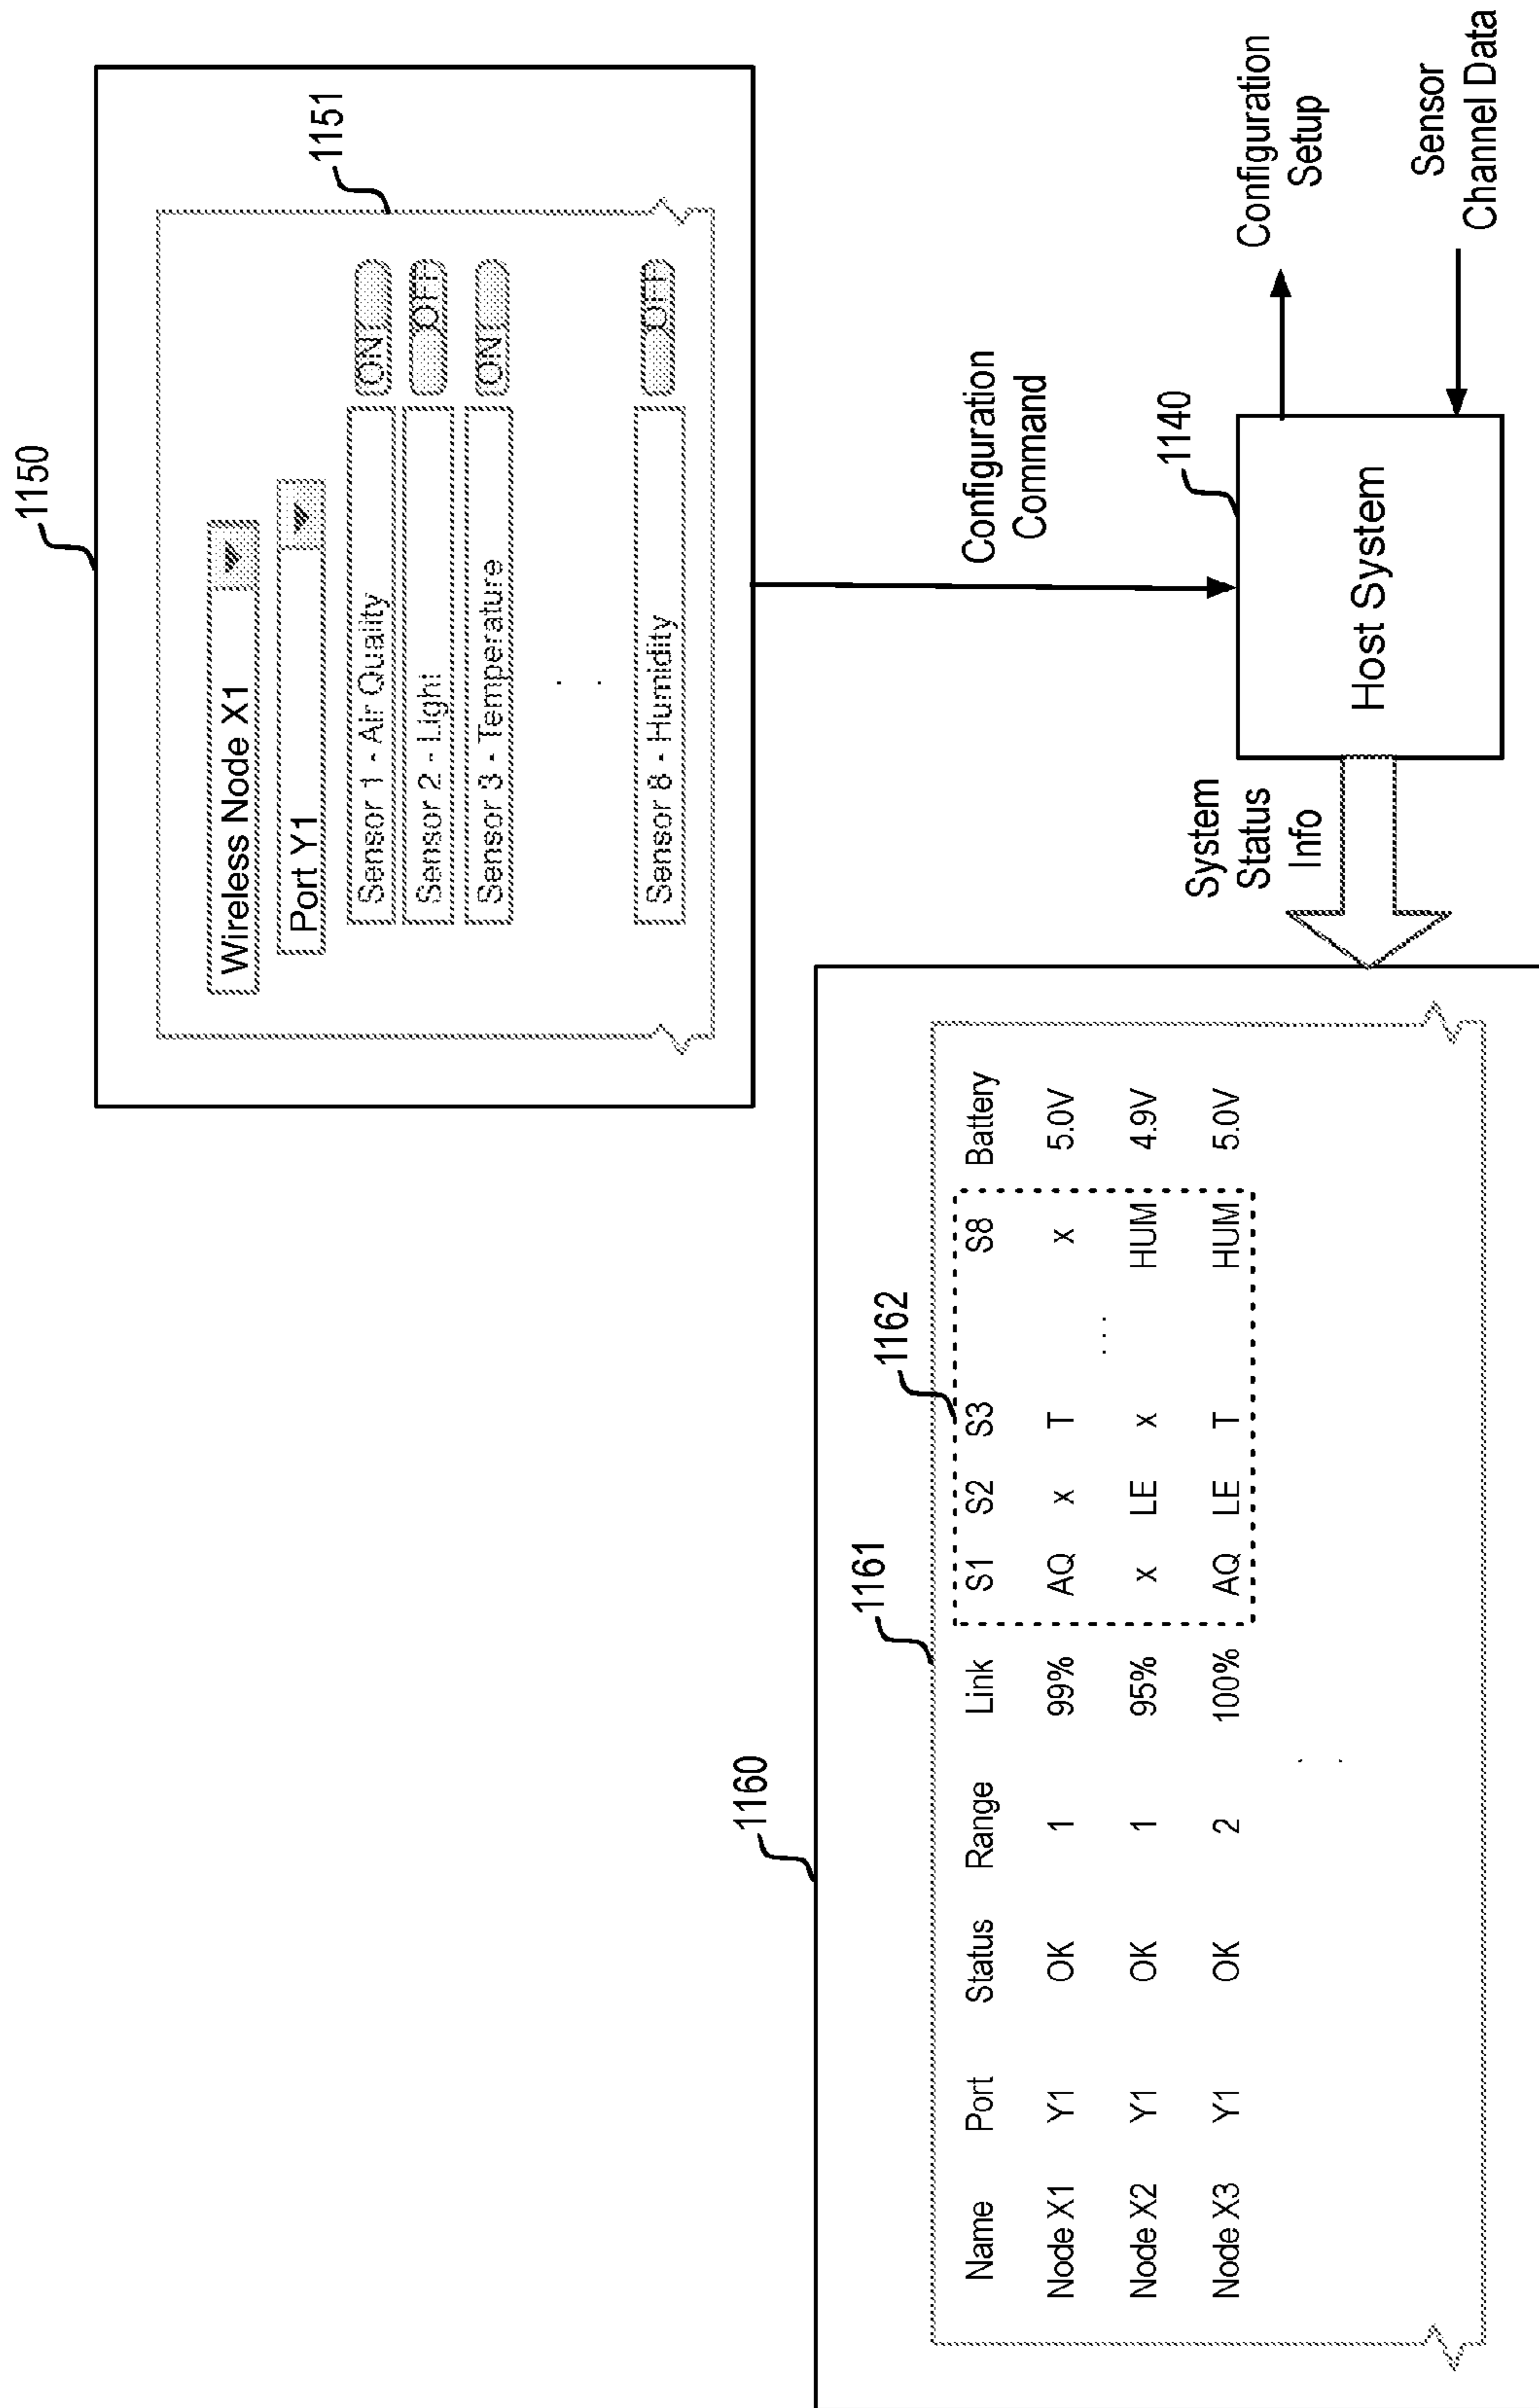 1150
1151
Wireless Node X1
Port Y1
Sensor 1 - Air Quality ON
Sensor 2 - Light OFF
Sensor 3 - Temperature ON
Sensor 8 - Humidity OFF
Configuration
Command
1140
Host System
Configuration
Setup
Sensor
Channel Data
System
Status
Info
1160
1161
1162
Name Port Status Range Link S1 S2 S3 S8 Battery
Node X1 Y1 OK 1 99% AQ x T x 5.0V
Node X2 Y1 OK 1 95% x LE x ... HUM 4.9V
Node X3 Y1 OK 2 100% AQ LE T HUM 5.0V